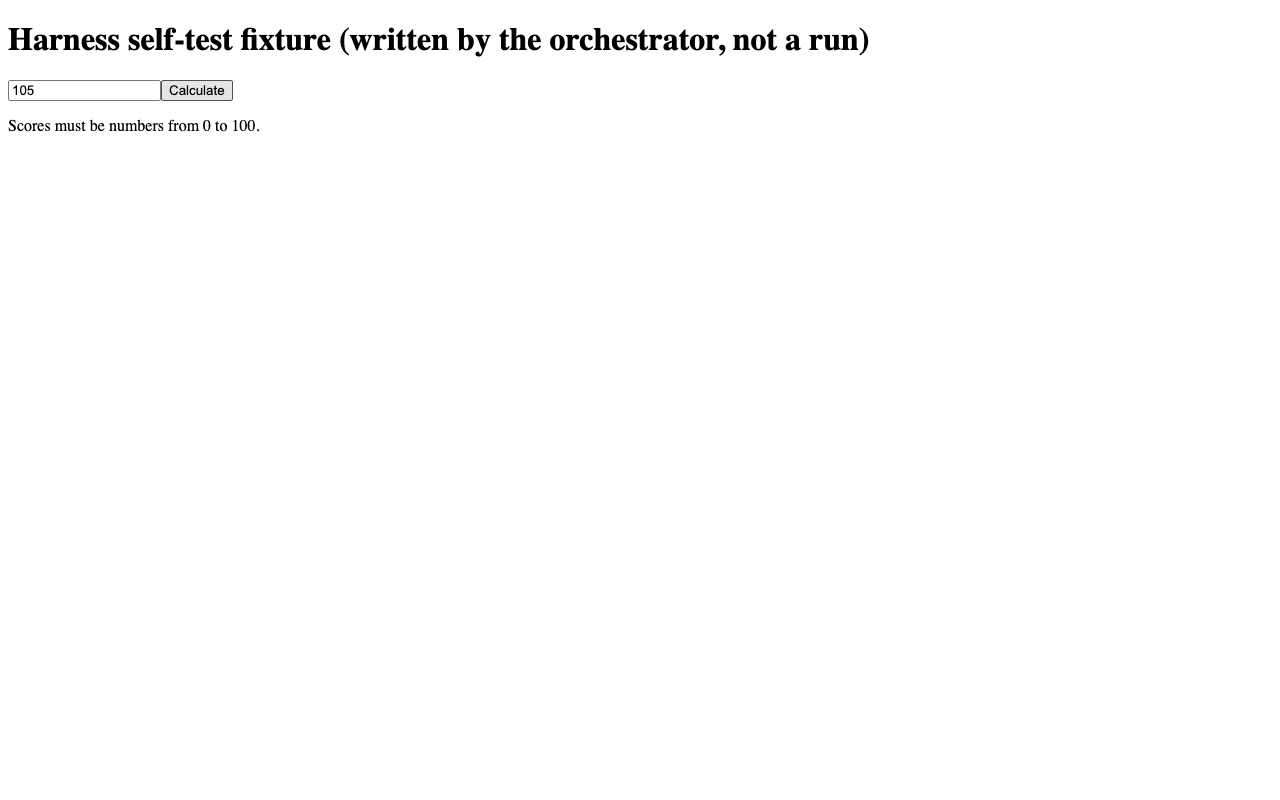 Harness self-test fixture (written by the orchestrator, not a run)
105 Calculate
Scores must be numbers from 0 to 100.